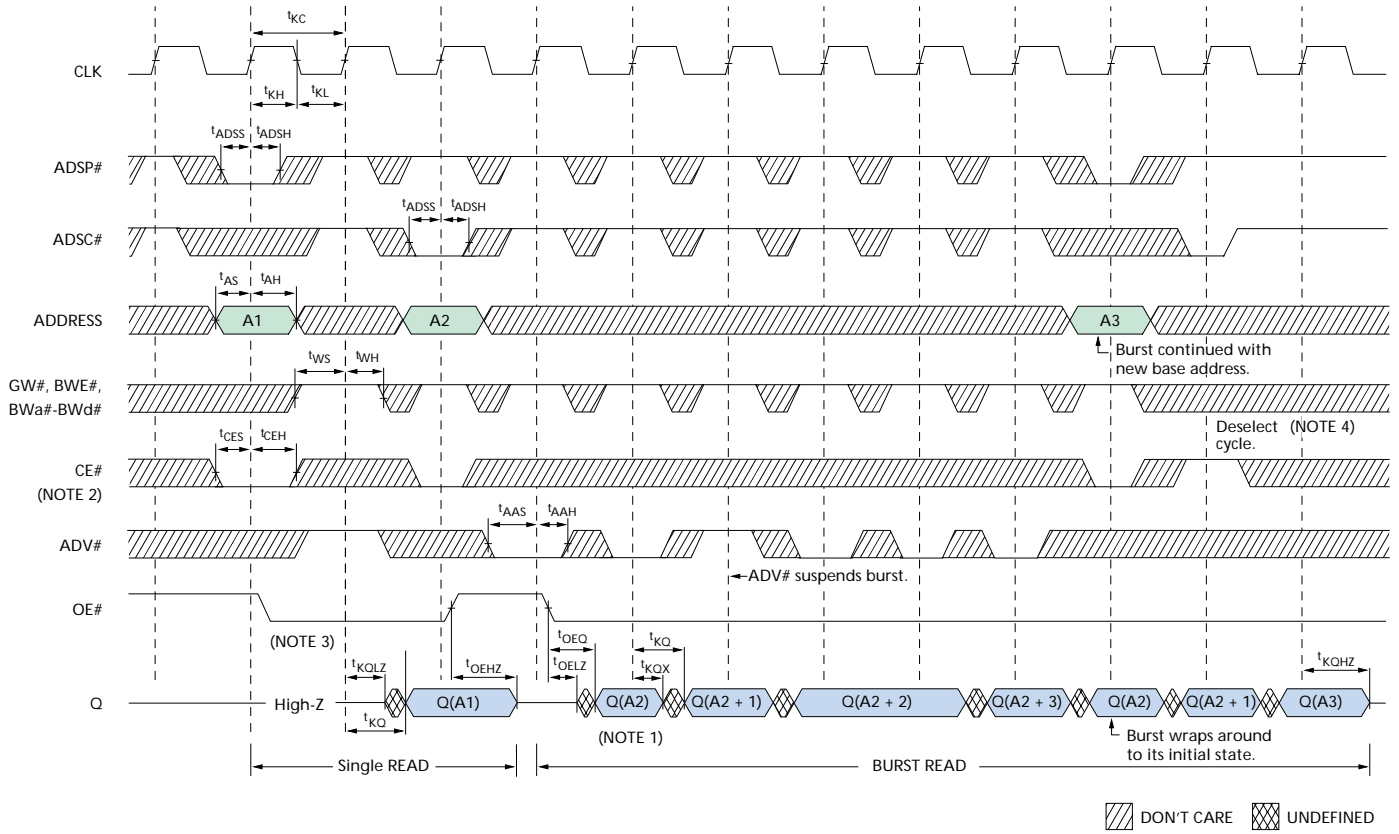 tKC
CLK
tKH
tKL
tADSS
tADSH
ADSP#
tADSS
tADSH
ADSC#
tAS
tAH
ADDRESS
A1
A2
A3
Burst continued with
new base address.
tWS
tWH
GW#, BWE#,
BWa#-BWd#
Deselect (NOTE 4)
cycle.
tCES
tCEH
CE#
(NOTE 2)
tAAS
tAAH
ADV#
ADV# suspends burst.
OE#
(NOTE 3)
tOEQ
tKQ
tKQLZ
tOEHZ
tOELZ
tKQX
tKQHZ
Q
High-Z
Q(A1)
Q(A2)
Q(A2 + 1)
Q(A2 + 2)
Q(A2 + 3)
Q(A2)
Q(A2 + 1)
Q(A3)
tKQ
(NOTE 1)
Burst wraps around
to its initial state.
Single READ
BURST READ
DON'T CARE
UNDEFINED